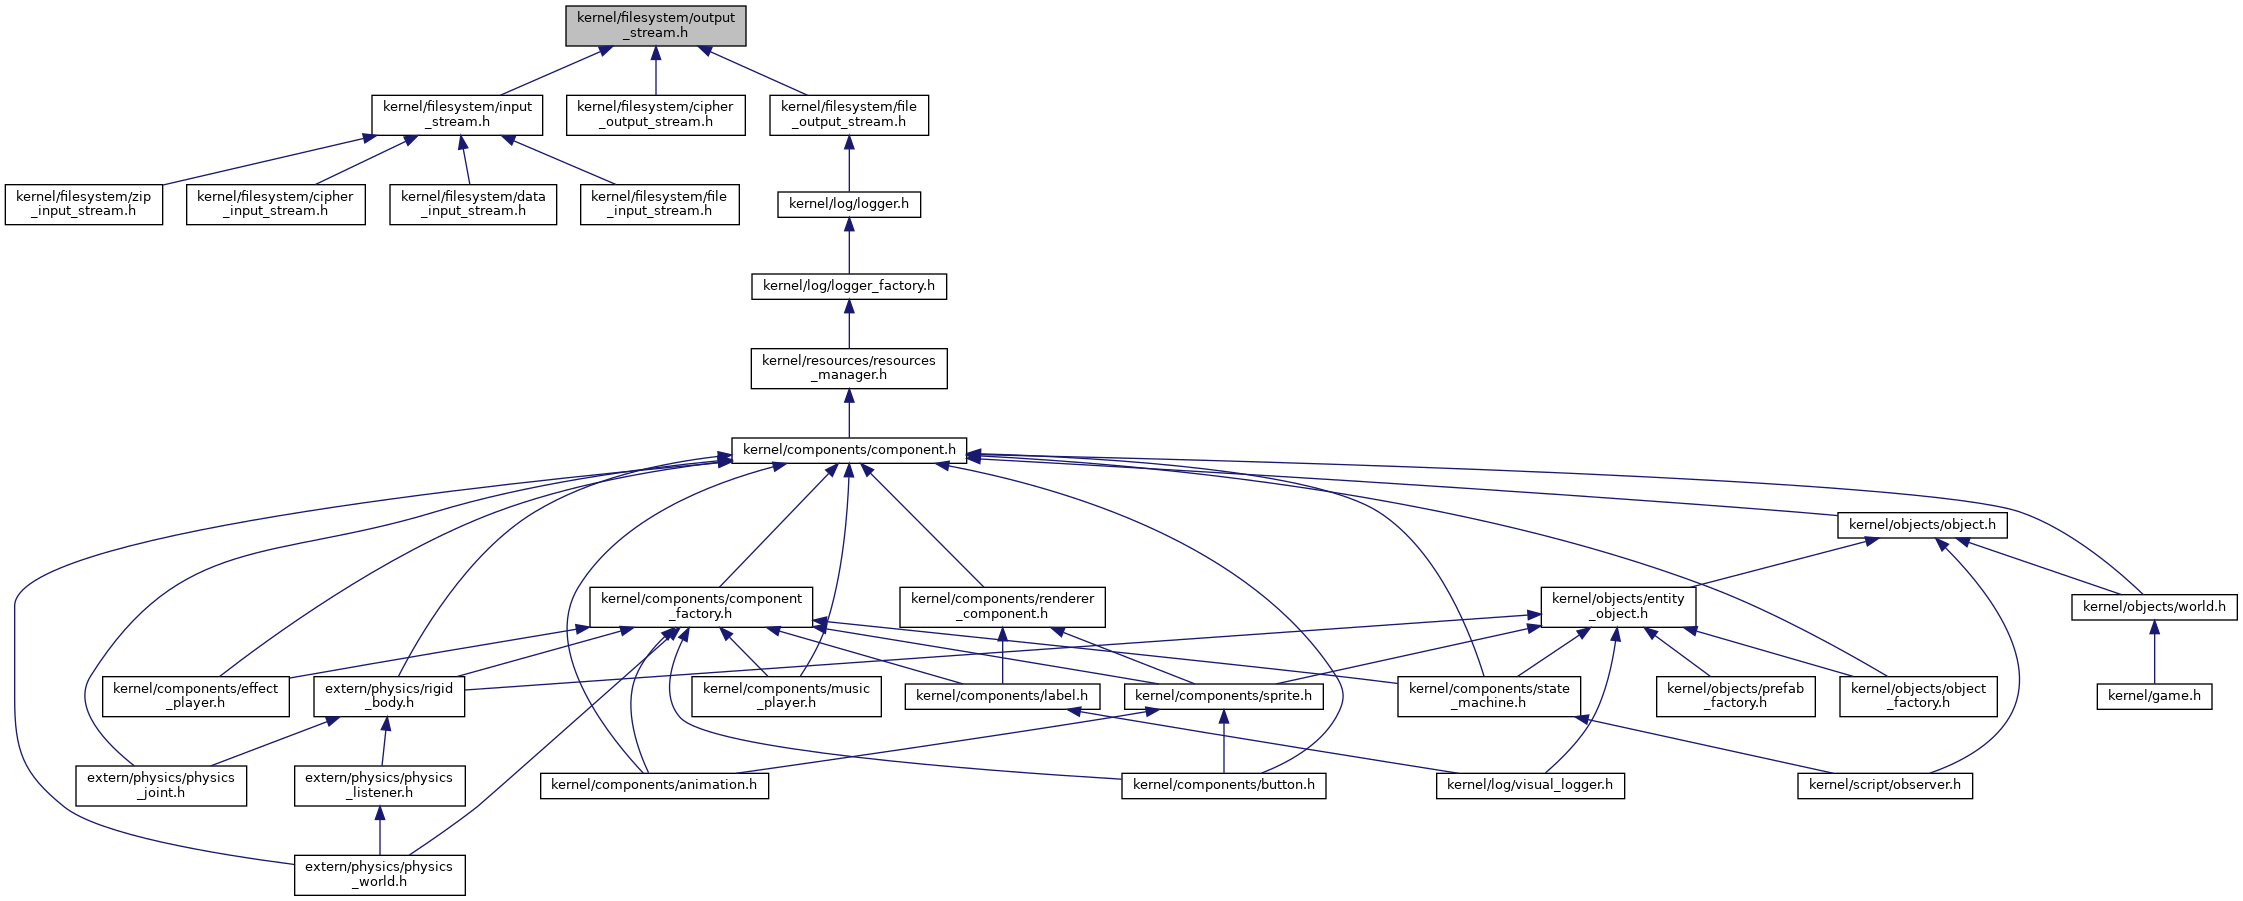 kernel/filesystem/output
_stream.h
kernel/filesystem/input
_stream.h
kernel/filesystem/cipher
_output_stream.h
kernel/filesystem/file
_output_stream.h
kernel/filesystem/zip
_input_stream.h
kernel/filesystem/cipher
_input_stream.h
kernel/filesystem/data
_input_stream.h
kernel/filesystem/file
_input_stream.h
kernel/log/logger.h
kernel/log/logger_factory.h
kernel/resources/resources
_manager.h
kernel/components/component.h
kernel/objects/object.h
kernel/components/component
_factory.h
kernel/components/renderer
_component.h
kernel/objects/entity
_object.h
kernel/objects/world.h
kernel/components/effect
_player.h
extern/physics/rigid
_body.h
kernel/components/music
_player.h
kernel/components/label.h
kernel/components/sprite.h
kernel/components/state
_machine.h
kernel/objects/prefab
_factory.h
kernel/objects/object
_factory.h
kernel/game.h
extern/physics/physics
_joint.h
extern/physics/physics
_listener.h
kernel/components/animation.h
kernel/components/button.h
kernel/log/visual_logger.h
kernel/script/observer.h
extern/physics/physics
_world.h